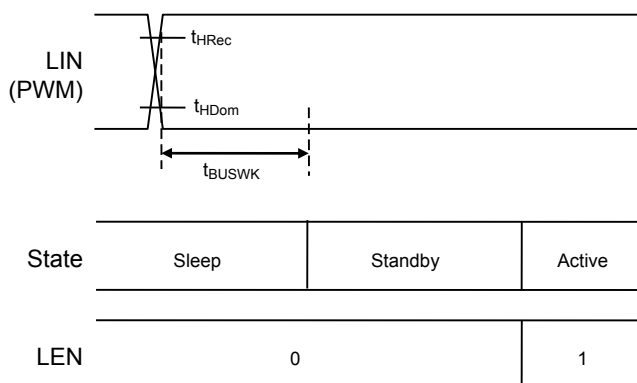 LIN
(PWM)
tHRec
tHDom
tBUSWK
State
Sleep
Standby
Active
LEN
0
1